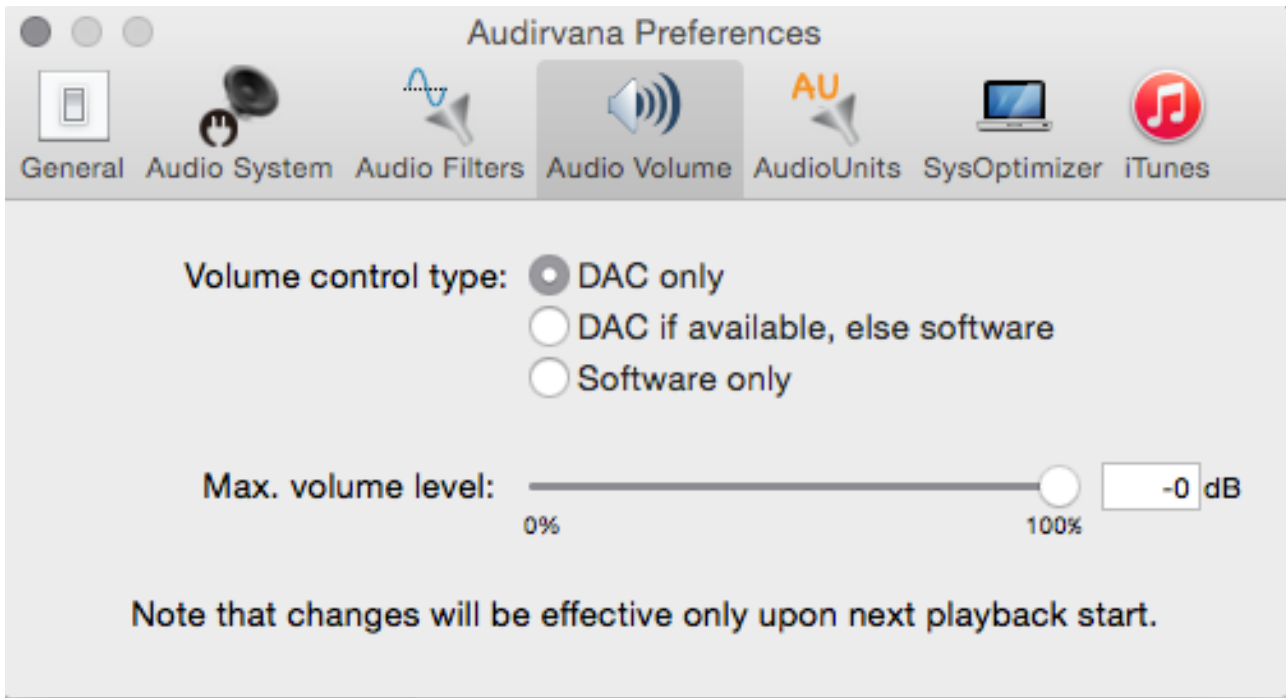 Audirvana Preferences
AU
General Audio System Audio Filters Audio Volume AudioUnits SysOptimizer iTunes
Volume control type: DAC only
DAC if available, else software
Software only
Max. volume level: -0 dB
0% 100%
Note that changes will be effective only upon next playback start.